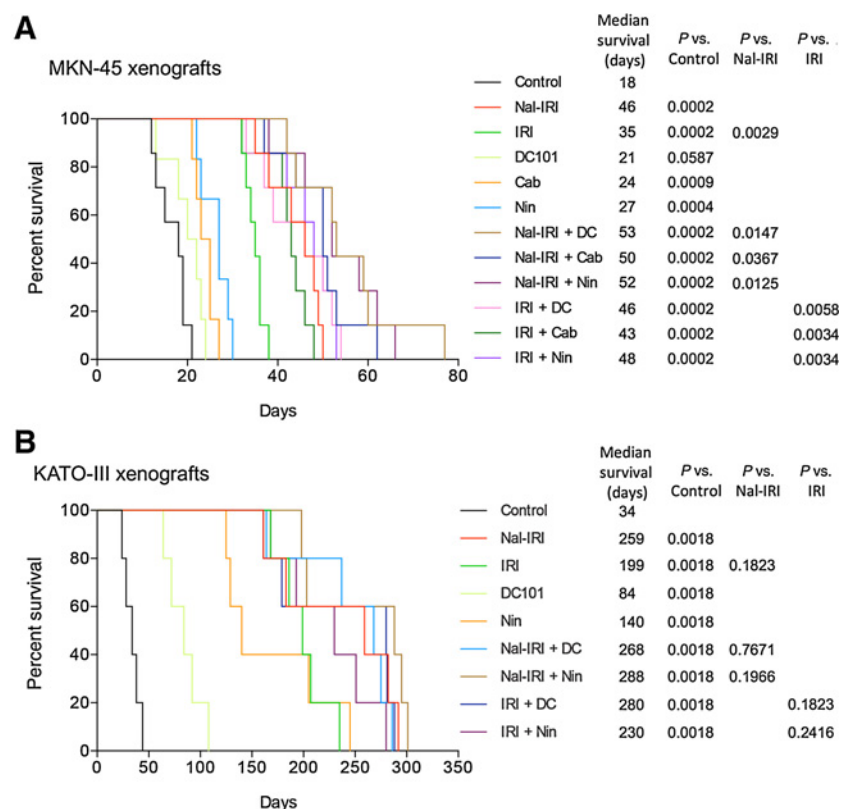 A
MKN-45 xenografts
Percent survival
100
80
60
40
20
0
0 20 40 60 80
Days
Median survival (days) P vs. Control P vs. Nal-IRI P vs. IRI
Control 18
Nal-IRI 46 0.0002
IRI 35 0.0002 0.0029
DC101 21 0.0587
Cab 24 0.0009
Nin 27 0.0004
Nal-IRI + DC 53 0.0002 0.0147
Nal-IRI + Cab 50 0.0002 0.0367
Nal-IRI + Nin 52 0.0002 0.0125
IRI + DC 46 0.0002 0.0058
IRI + Cab 43 0.0002 0.0034
IRI + Nin 48 0.0002 0.0034
B
KATO-III xenografts
Percent survival
100
80
60
40
20
0
0 50 100 150 200 250 300 350
Days
Median survival (days) P vs. Control P vs. Nal-IRI P vs. IRI
Control 34
Nal-IRI 259 0.0018
IRI 199 0.0018 0.1823
DC101 84 0.0018
Nin 140 0.0018
Nal-IRI + DC 268 0.0018 0.7671
Nal-IRI + Nin 288 0.0018 0.1966
IRI + DC 280 0.0018 0.1823
IRI + Nin 230 0.0018 0.2416